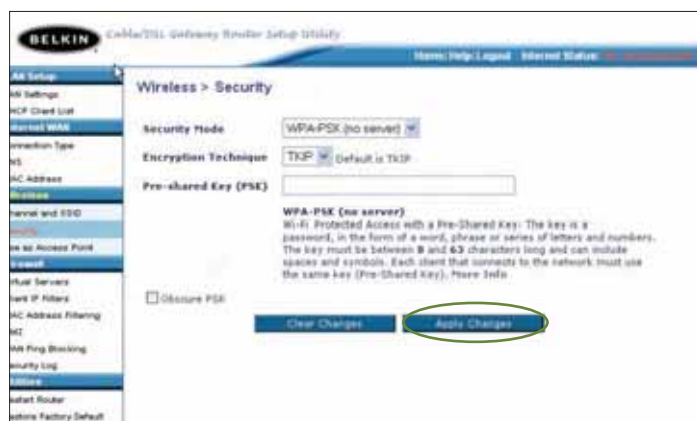 BELKIN
Cable/DSL Gateway Router Setup Utility
Home|Help|Logout Internet Status:
LAN Setup
LAN Settings
DHCP Client List
Internet WAN
Connection Type
DNS
MAC Address
Wireless
Channel and SSID
Security
Use as Access Point
Firewall
Virtual Servers
Client IP Filters
MAC Address Filtering
DMZ
WAN Ping Blocking
Security Log
Utilities
Restart Router
Restore Factory Default
Wireless > Security
Security Mode
WPA-PSK (no server)
Encryption Technique
TKIP Default is TKIP
Pre-shared Key (PSK)
WPA-PSK (no server)
Wi-Fi Protected Access with a Pre-Shared Key: The key is a
password, in the form of a word, phrase or series of letters and numbers.
The key must be between 8 and 63 characters long and can include
spaces and symbols. Each client that connects to the network must use
the same key (Pre-Shared Key). More Info
Obscure PSK
Clear Changes
Apply Changes